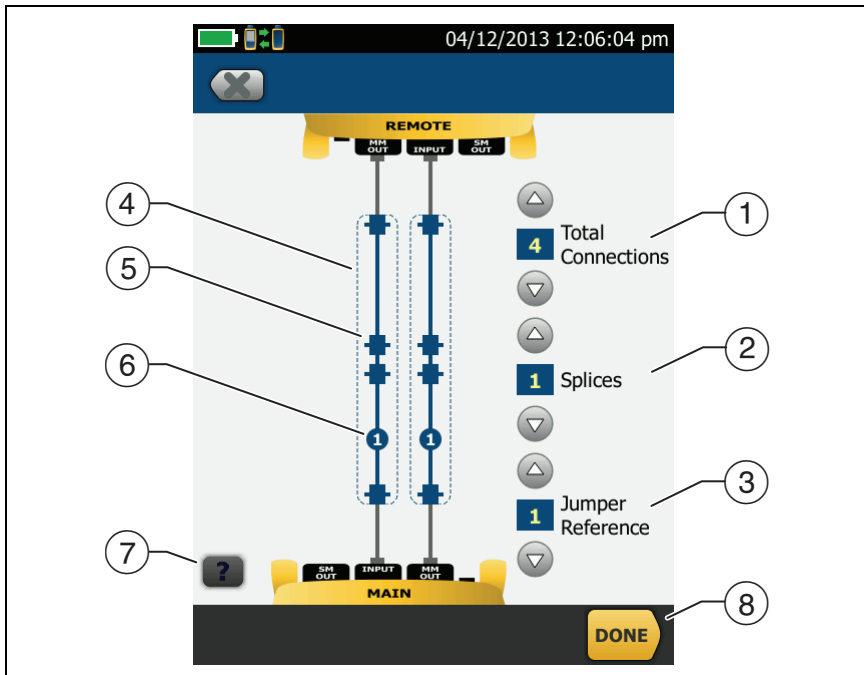 04/12/2013 12:06:04 pm
REMOTE
MM OUT
INPUT
SM OUT
4
Total
Connections
1
5
1
Splices
2
6
1
1
1
Jumper
Reference
3
7
?
SM OUT
INPUT
MM OUT
MAIN
DONE
8
4